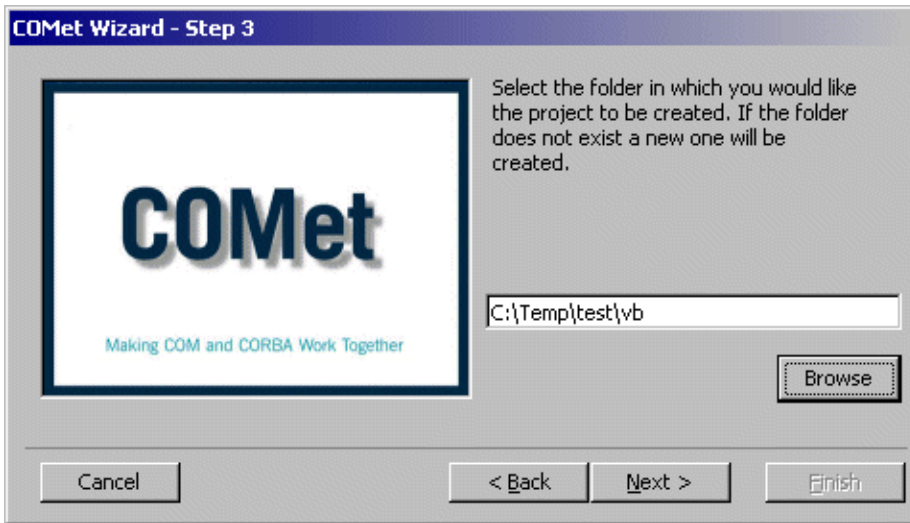 COMet Wizard - Step 3
Select the folder in which you would like
the project to be created. If the folder
does not exist a new one will be
created.
COMet
Making COM and CORBA Work Together
C:\Temp\test\vb
Browse
Cancel
< Back
Next >
Finish